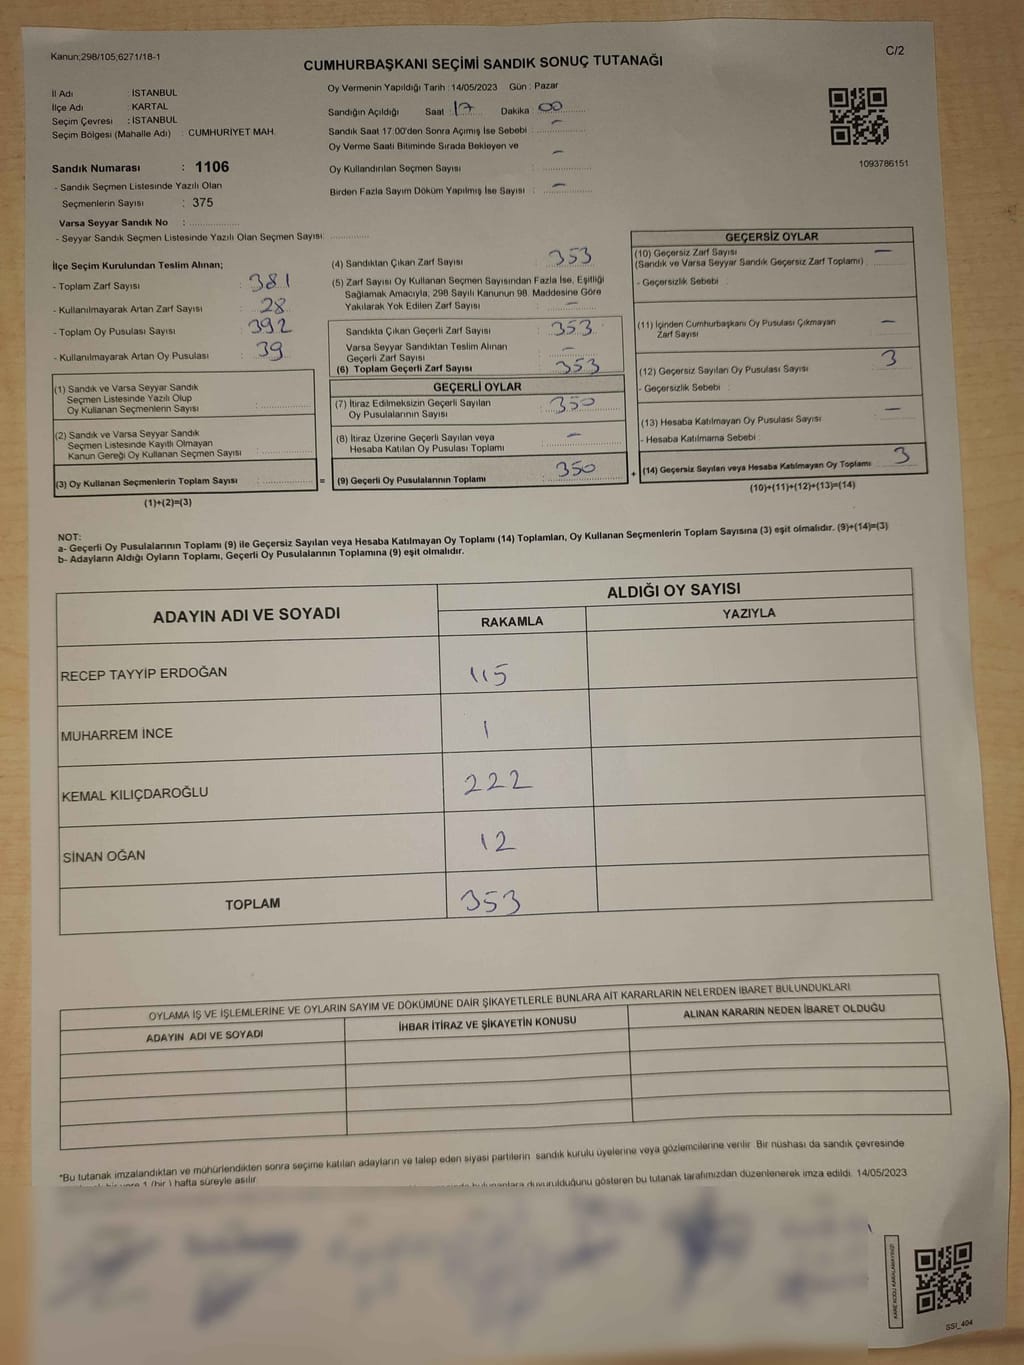 Kanun;298/105;6271/18-1
C/2
CUMHURBAŞKANI SEÇİMİ SANDIK SONUÇ TUTANAĞI
İl Adı : İSTANBUL
İlçe Adı : KARTAL
Seçim Çevresi : İSTANBUL
Seçim Bölgesi (Mahalle Adı) : CUMHURİYET MAH.
Sandık Numarası : 1106
- Sandık Seçmen Listesinde Yazılı Olan
Seçmenlerin Sayısı : 375
Varsa Seyyar Sandık No :
- Seyyar Sandık Seçmen Listesinde Yazılı Olan Seçmen Sayısı:
Oy Vermenin Yapıldığı Tarih : 14/05/2023 Gün : Pazar
Sandığın Açıldığı Saat 17 Dakika 00
Sandık Saat 17.00'den Sonra Açımış İse Sebebi : –
Oy Verme Saati Bitiminde Sırada Bekleyen ve
Oy Kullandırılan Seçmen Sayısı : –
Birden Fazla Sayım Döküm Yapılmış İse Sayısı : –
1093786151
İlçe Seçim Kurulundan Teslim Alınan;
- Toplam Zarf Sayısı : 381
- Kullanılmayarak Artan Zarf Sayısı : 28
- Toplam Oy Pusulası Sayısı : 392
- Kullanılmayarak Artan Oy Pusulası : 39
(1) Sandık ve Varsa Seyyar Sandık
Seçmen Listesinde Yazılı Olup
Oy Kullanan Seçmenlerin Sayısı :
(2) Sandık ve Varsa Seyyar Sandık
Seçmen Listesinde Kayıtlı Olmayan
Kanun Gereği Oy Kullanan Seçmen Sayısı :
(3) Oy Kullanan Seçmenlerin Toplam Sayısı :
(1)+(2)=(3)
(4) Sandıktan Çıkan Zarf Sayısı : 353
(5) Zarf Sayısı Oy Kullanan Seçmen Sayısından Fazla İse, Eşitliği
Sağlamak Amacıyla, 298 Sayılı Kanunun 98. Maddesine Göre
Yakılarak Yok Edilen Zarf Sayısı : –
Sandıkta Çıkan Geçerli Zarf Sayısı : 353
Varsa Seyyar Sandıktan Teslim Alınan
Geçerli Zarf Sayısı : –
(6) Toplam Geçerli Zarf Sayısı : 353
GEÇERLİ OYLAR
(7) İtiraz Edilmeksizin Geçerli Sayılan
Oy Pusulalarının Sayısı : 350
(8) İtiraz Üzerine Geçerli Sayılan veya
Hesaba Katılan Oy Pusulası Toplamı : –
= (9) Geçerli Oy Pusulalarının Toplamı : 350
GEÇERSİZ OYLAR
(10) Geçersiz Zarf Sayısı –
(Sandık ve Varsa Seyyar Sandık Geçersiz Zarf Toplamı)
- Geçersizlik Sebebi :
(11) İçinden Cumhurbaşkanı Oy Pusulası Çıkmayan –
Zarf Sayısı
(12) Geçersiz Sayılan Oy Pusulası Sayısı 3
- Geçersizlik Sebebi :
(13) Hesaba Katılmayan Oy Pusulası Sayısı –
- Hesaba Katılmama Sebebi :
+ (14) Geçersiz Sayılan veya Hesaba Katılmayan Oy Toplamı 3
(10)+(11)+(12)+(13)=(14)
NOT:
a- Geçerli Oy Pusulalarının Toplamı (9) ile Geçersiz Sayılan veya Hesaba Katılmayan Oy Toplamı (14) Toplamları, Oy Kullanan Seçmenlerin Toplam Sayısına (3) eşit olmalıdır. (9)+(14)=(3)
b- Adayların Aldığı Oyların Toplamı, Geçerli Oy Pusulalarının Toplamına (9) eşit olmalıdır.
ADAYIN ADI VE SOYADI
ALDIĞI OY SAYISI
RAKAMLA YAZIYLA
RECEP TAYYİP ERDOĞAN 115
MUHARREM İNCE 1
KEMAL KILIÇDAROĞLU 222
SİNAN OĞAN 12
TOPLAM 353
OYLAMA İŞ VE İŞLEMLERİNE VE OYLARIN SAYIM VE DÖKÜMÜNE DAİR ŞİKAYETLERLE BUNLARA AİT KARARLARIN NELERDEN İBARET BULUNDUKLARI
ADAYIN ADI VE SOYADI İHBAR İTİRAZ VE ŞİKAYETİN KONUSU ALINAN KARARIN NEDEN İBARET OLDUĞU
*Bu tutanak imzalandıktan ve mühürlendikten sonra seçime katılan adayların ve talep eden siyasi partilerin sandık kurulu üyelerine veya gözlemcilerine verilir. Bir nüshası da sandık çevresinde
1 (bir) hafta süreyle asılır.
duyurulduğunu gösteren bu tutanak tarafımızdan düzenlenerek imza edildi. 14/05/2023
KARE KODU KARALAMAYINIZ!
SSI_404